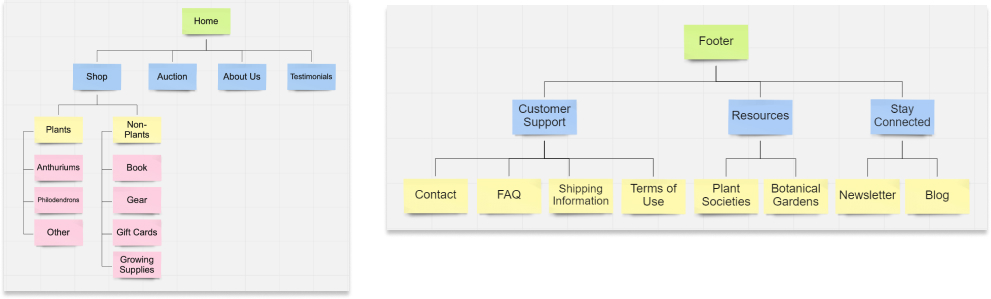 Home
Shop
Auction
About Us
Testimonials
Plants
Non-
Plants
Anthuriums
Philodendrons
Other
Book
Gear
Gift Cards
Growing
Supplies
Footer
Customer
Support
Resources
Stay
Connected
Contact
FAQ
Shipping
Information
Terms of
Use
Plant
Societies
Botanical
Gardens
Newsletter
Blog